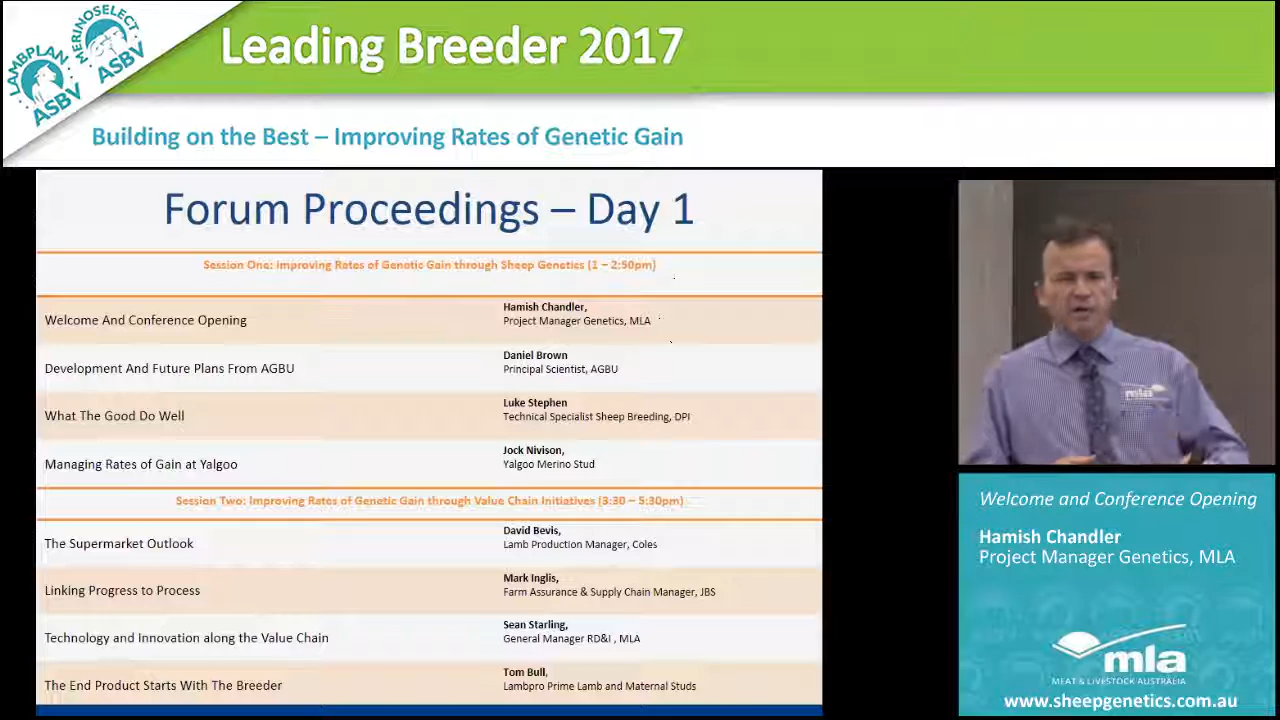 LAMBPLAN
ASBV
MERINOSELECT
ASBV
Leading Breeder 2017
Building on the Best – Improving Rates of Genetic Gain
Forum Proceedings – Day 1
Session One: Improving Rates of Genetic Gain through Sheep Genetics (1 – 2:50pm)
Welcome And Conference Opening
Hamish Chandler,
Project Manager Genetics, MLA
Development And Future Plans From AGBU
Daniel Brown
Principal Scientist, AGBU
What The Good Do Well
Luke Stephen
Technical Specialist Sheep Breeding, DPI
Managing Rates of Gain at Yalgoo
Jock Nivison,
Yalgoo Merino Stud
Session Two: Improving Rates of Genetic Gain through Value Chain Initiatives (3:30 – 5:30pm)
The Supermarket Outlook
David Bevis,
Lamb Production Manager, Coles
Linking Progress to Process
Mark Inglis,
Farm Assurance & Supply Chain Manager, JBS
Technology and Innovation along the Value Chain
Sean Starling,
General Manager RD&I , MLA
The End Product Starts With The Breeder
Tom Bull,
Lambpro Prime Lamb and Maternal Studs
mla
Welcome and Conference Opening
Hamish Chandler
Project Manager Genetics, MLA
mla
MEAT & LIVESTOCK AUSTRALIA
www.sheepgenetics.com.au